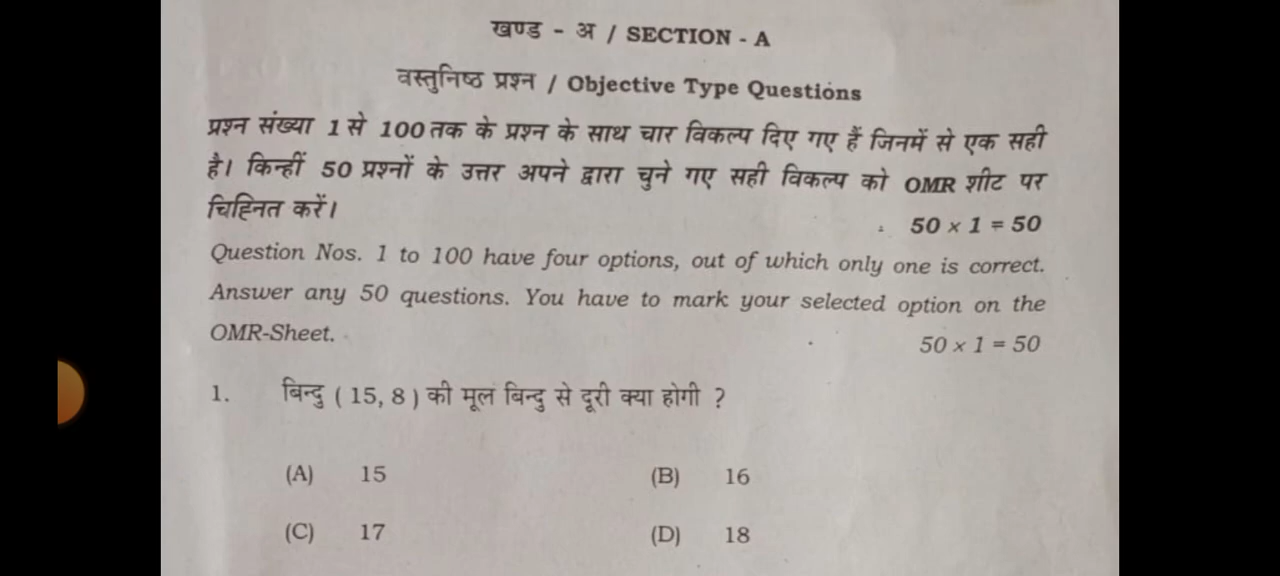 खण्ड - अ / SECTION - A
वस्तुनिष्ठ प्रश्न / Objective Type Questions
प्रश्न संख्या 1 से 100 तक के प्रश्न के साथ चार विकल्प दिए गए हैं जिनमें से एक सही
है। किन्हीं 50 प्रश्नों के उत्तर अपने द्वारा चुने गए सही विकल्प को OMR शीट पर
चिह्नित करें।
50 × 1 = 50
Question Nos. 1 to 100 have four options, out of which only one is correct.
Answer any 50 questions. You have to mark your selected option on the
OMR-Sheet.
50 × 1 = 50
1. बिन्दु ( 15, 8 ) की मूल बिन्दु से दूरी क्या होगी ?
(A) 15 (B) 16
(C) 17 (D) 18